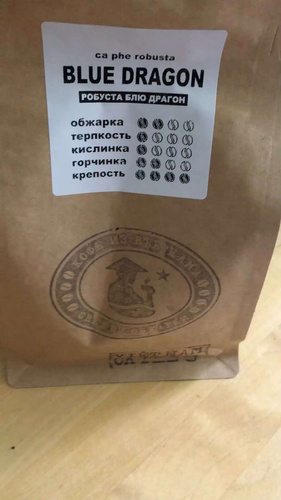 ca phe robusta
BLUE DRAGON
РОБУСТА БЛЮ ДРАГОН
обжарка
терпкость
кислинка
горчинка
крепость